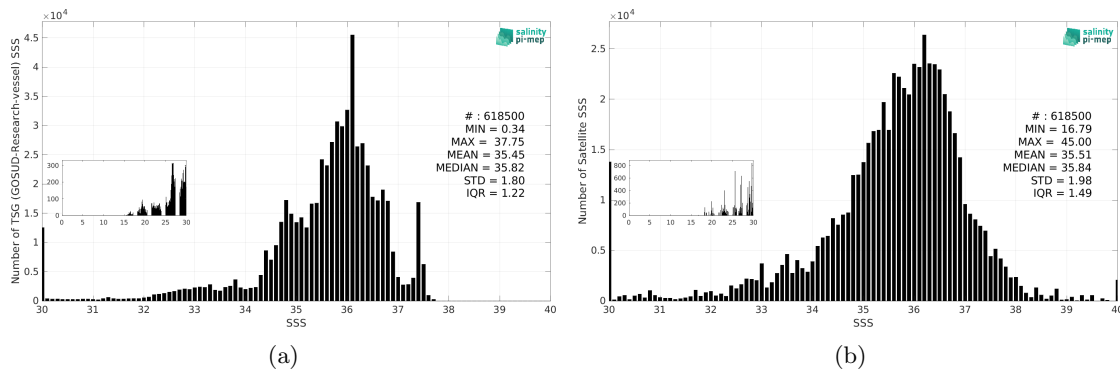 ×10⁴
4.5
4
3.5
3
2.5
2
1.5
1
0.5
0
Number of TSG (GOSUD-Research-vessel) SSS
salinity
pi-mep
# : 618500
MIN = 0.34
MAX = 37.75
MEAN = 35.45
MEDIAN = 35.82
STD = 1.80
IQR = 1.22
300
200
100
0
0 5 10 15 20 25 30
30 31 32 33 34 35 36 37 38 39 40
SSS
(a)
×10⁴
2.5
2
1.5
1
0.5
0
Number of Satellite SSS
salinity
pi-mep
# : 618500
MIN = 16.79
MAX = 45.00
MEAN = 35.51
MEDIAN = 35.84
STD = 1.98
IQR = 1.49
800
600
400
200
0
0 5 10 15 20 25 30
30 31 32 33 34 35 36 37 38 39 40
SSS
(b)